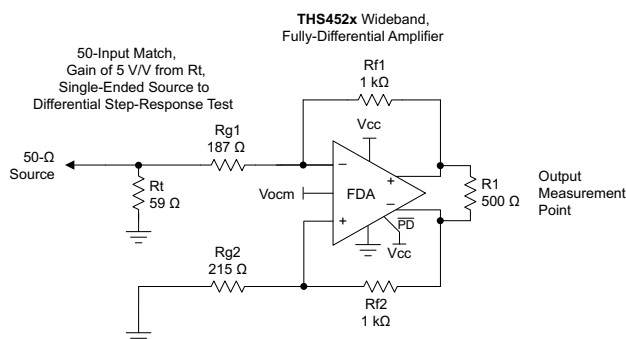 THS452x Wideband,
Fully-Differential Amplifier
50-Input Match,
Gain of 5 V/V from Rt,
Single-Ended Source to
Differential Step-Response Test
Rf1
1 kΩ
Rg1
187 Ω
Vcc
50-Ω
Source
Rt
59 Ω
Vocm
−
+
FDA
+
−
PD
Vcc
R1
500 Ω
Output
Measurement
Point
Rg2
215 Ω
Rf2
1 kΩ